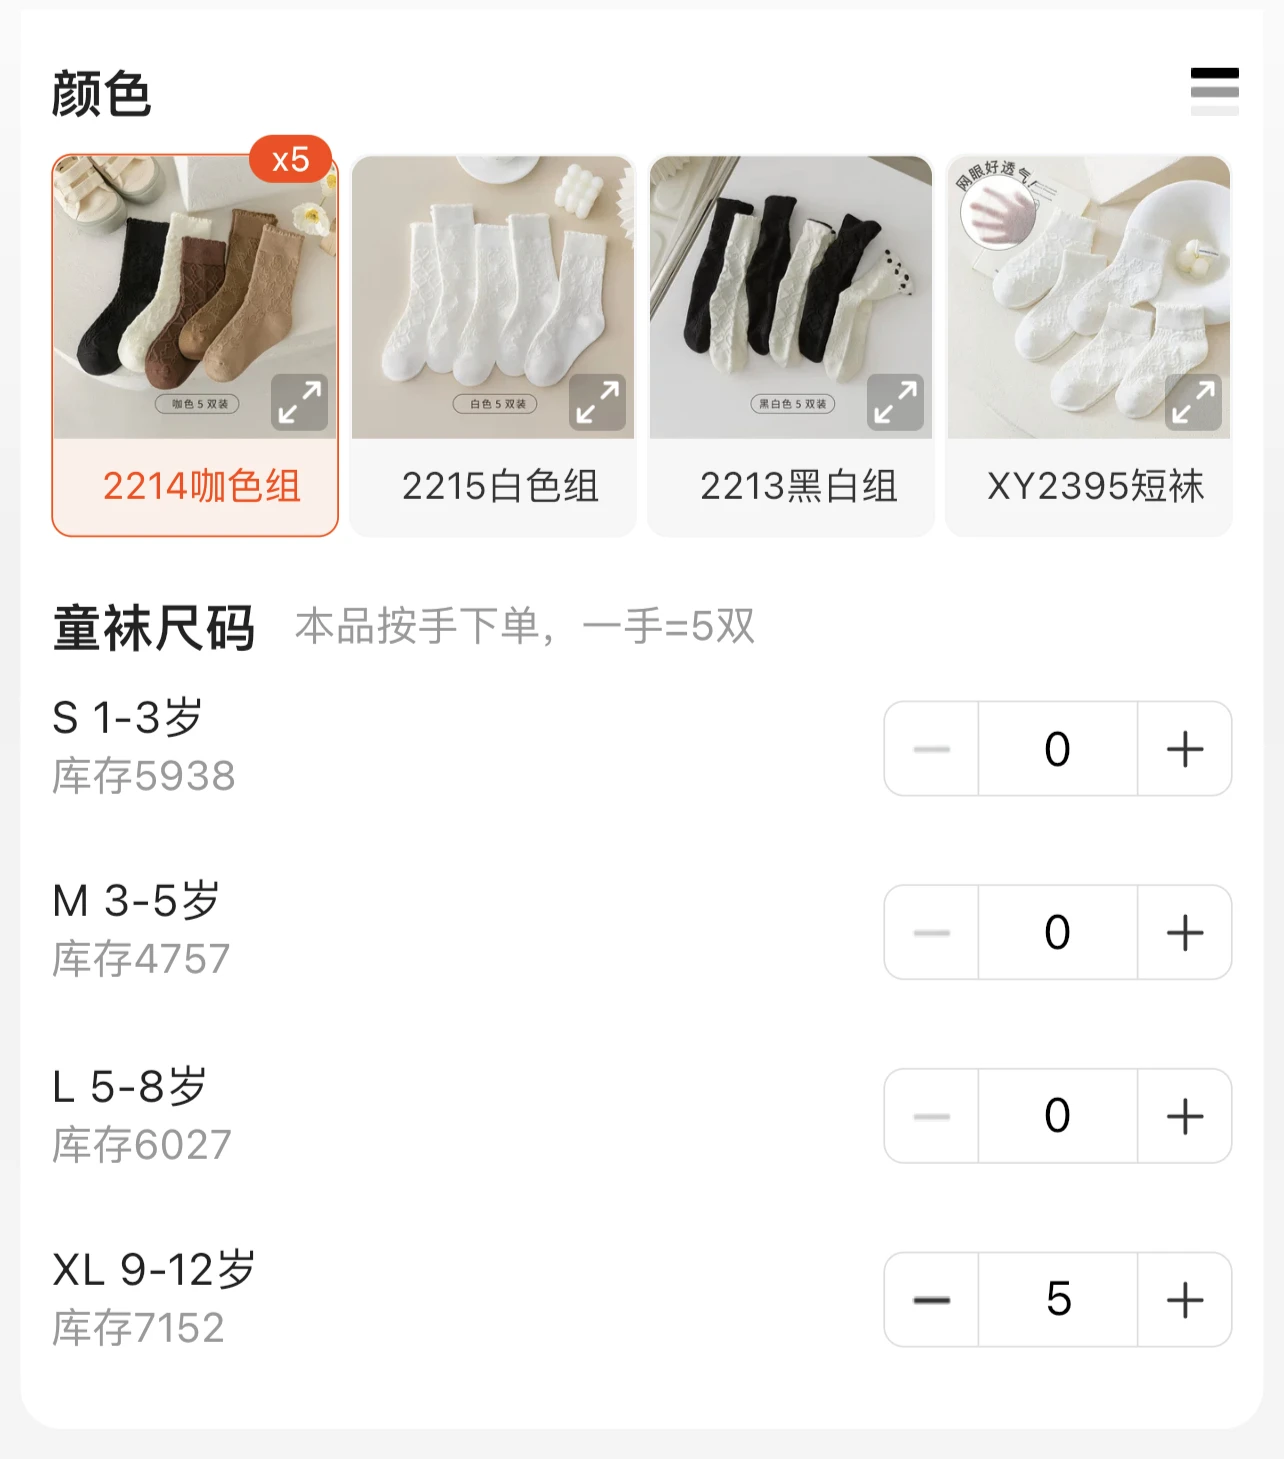 颜色
x5
网眼好透气!
咖色5双装
白色5双装
黑白色5双装
2214咖色组
2215白色组
2213黑白组
XY2395短袜
童袜尺码 本品按手下单，一手=5双
S 1-3岁
库存5938
0
M 3-5岁
库存4757
0
L 5-8岁
库存6027
0
XL 9-12岁
库存7152
5